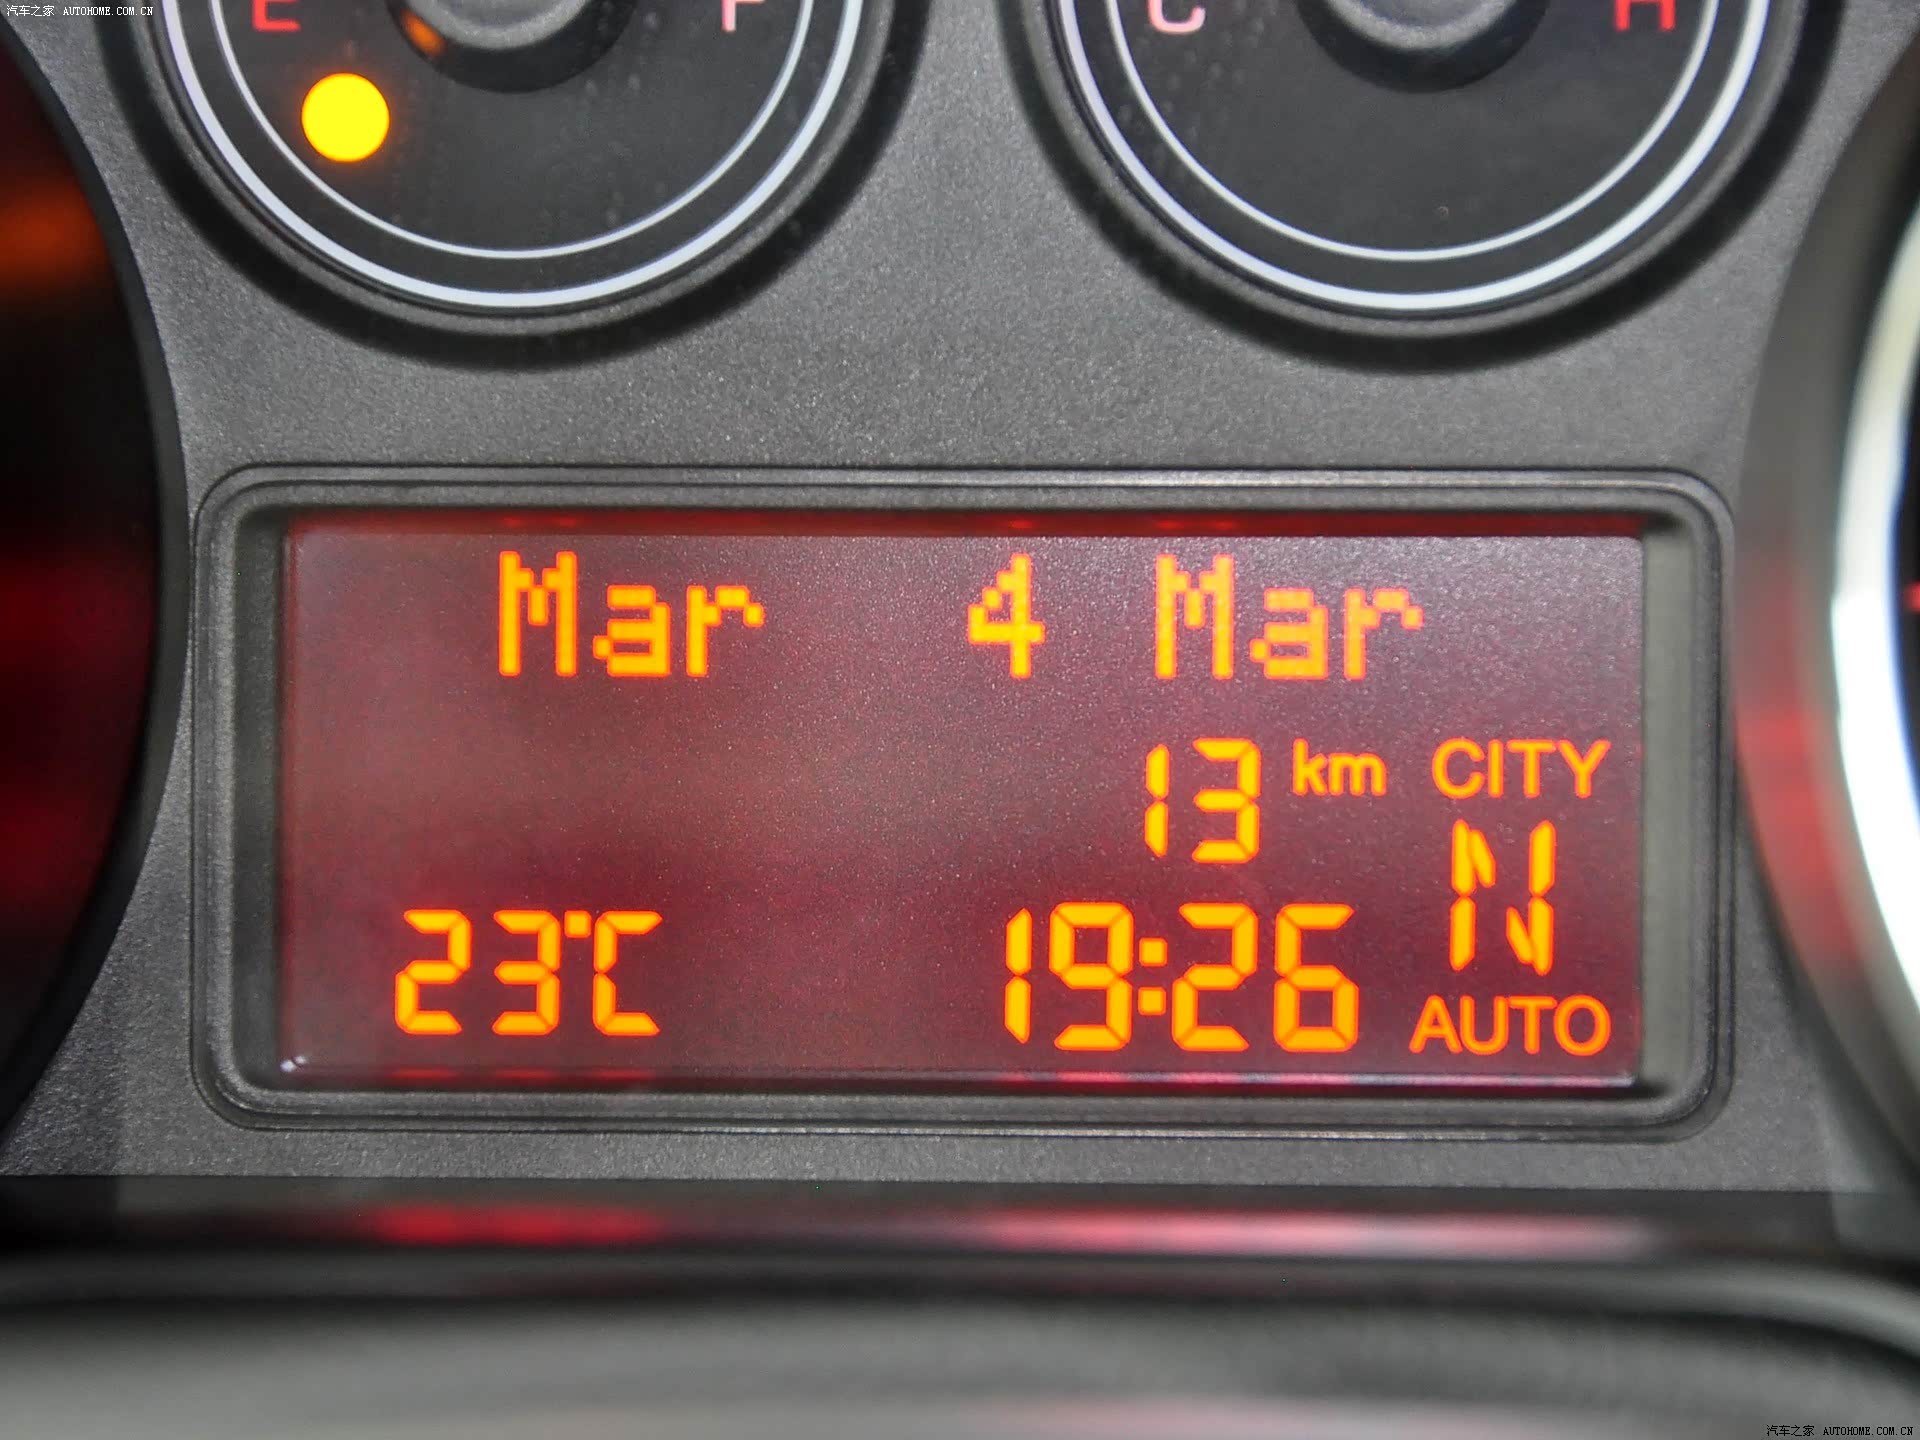 汽车之家 AUTOHOME.COM.CN
E F C H
Mar 4 Mar
13 km CITY
N
23°C 19:26 AUTO
汽车之家 AUTOHOME.COM.CN